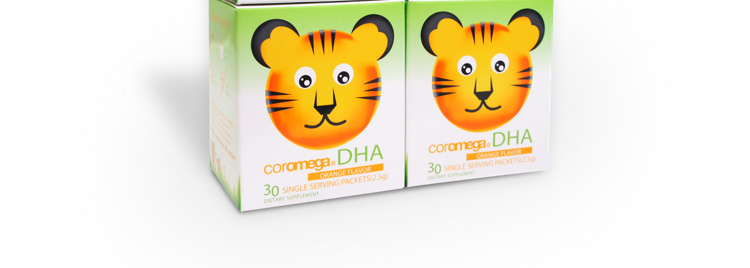 coromega® DHA
ORANGE FLAVOR
30 SINGLE SERVING PACKETS(2.5g)
DIETARY SUPPLEMENT
coromega® DHA
ORANGE FLAVOR
30 SINGLE SERVING PACKETS(2.5g)
DIETARY SUPPLEMENT